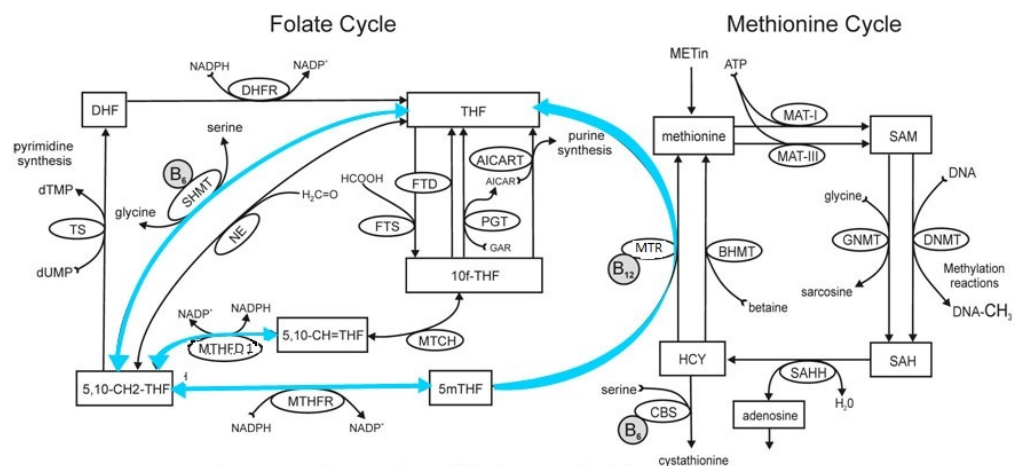 Folate Cycle
Methionine Cycle
NADPH
NADP+
DHFR
METin
ATP
DHF
THF
MAT-I
methionine
SAM
MAT-III
serine
pyrimidine
synthesis
purine
synthesis
AICART
DNA
B6
SHMT
FTD
AICAR
HCOOH
H2C=O
dTMP
glycine
glycine
TS
NE
FTS
PGT
GAR
MTR
B12
BHMT
GNMT
DNMT
dUMP
10f-THF
Methylation
reactions
sarcosine
betaine
DNA-CH3
NADP+
NADPH
5,10-CH=THF
MTHFD1
MTCH
HCY
SAH
5,10-CH2-THF
5mTHF
SAHH
serine
H20
MTHFR
CBS
adenosine
NADPH
NADP+
B6
cystathionine